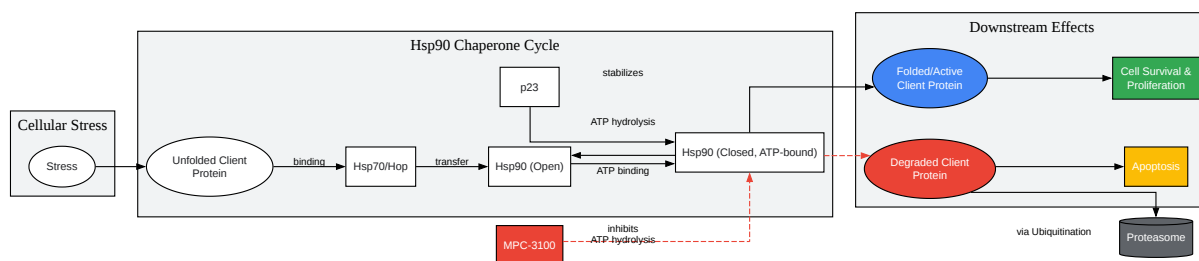 Hsp90 Chaperone Cycle
Downstream Effects
p23
stabilizes
Folded/Active
Client Protein
Cell Survival &
Proliferation
Cellular Stress
ATP hydrolysis
Stress
Unfolded Client
Protein
binding
Hsp70/Hop
transfer
Hsp90 (Open)
ATP binding
Hsp90 (Closed, ATP-bound)
Degraded Client
Protein
Apoptosis
MPC-3100
inhibits
ATP hydrolysis
via Ubiquitination
Proteasome